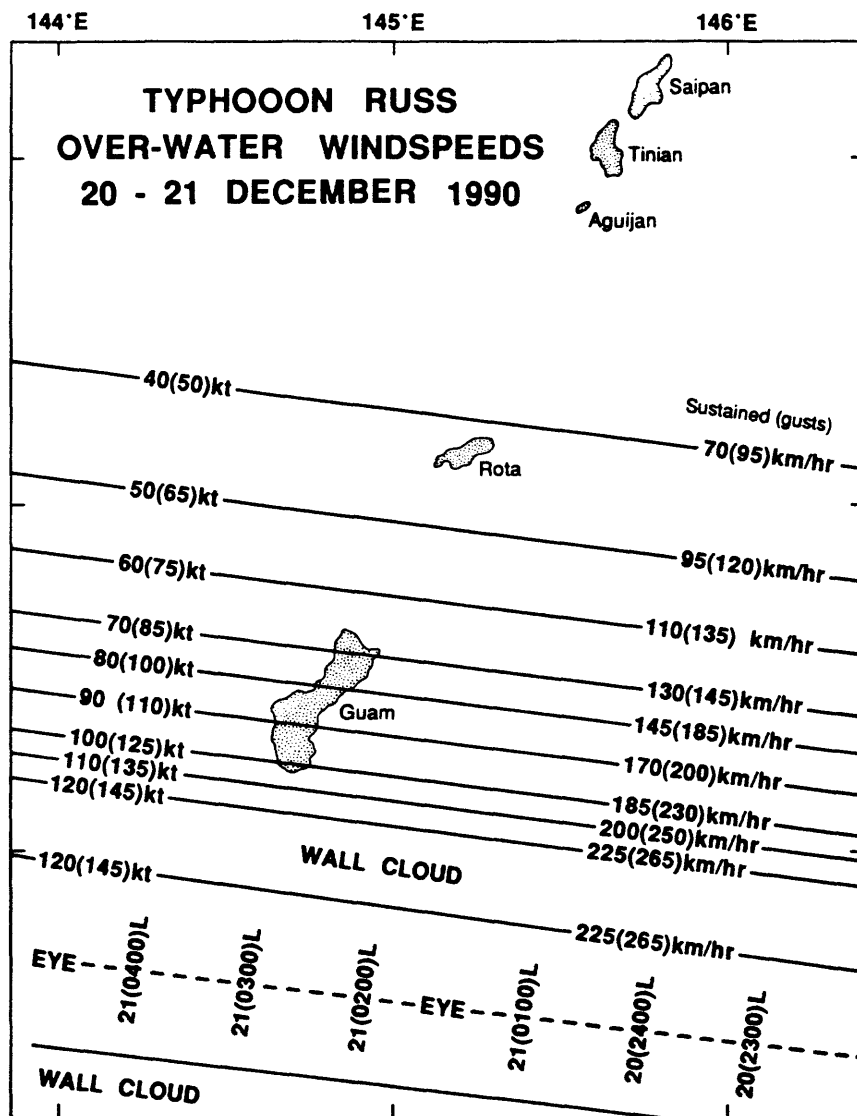 144°E 145°E 146°E
TYPHOOON RUSS
OVER-WATER WINDSPEEDS
20 - 21 DECEMBER 1990
Saipan
Tinian
Aguijan
40(50)kt
Sustained (gusts)
70(95)km/hr
Rota
50(65)kt
95(120)km/hr
60(75)kt
110(135) km/hr
70(85)kt
130(145)km/hr
80(100)kt
145(185)km/hr
Guam
90 (110)kt
170(200)km/hr
100(125)kt
185(230)km/hr
110(135)kt
200(250)km/hr
120(145)kt
225(265)km/hr
WALL CLOUD
120(145)kt
225(265)km/hr
EYE
21(0400)L
21(0300)L
21(0200)L
EYE
21(0100)L
20(2400)L
20(2300)L
WALL CLOUD